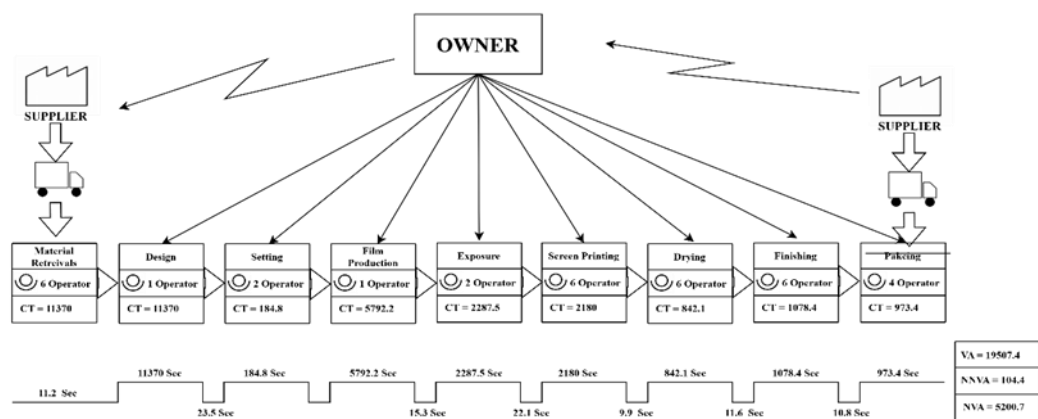 OWNER
SUPPLIER
SUPPLIER
Material
Retreivals
6 Operator
CT = 11370
Design
1 Operator
CT = 11370
Setting
2 Operator
CT = 184.8
Film
Production
1 Operator
CT = 5792.2
Exposure
2 Operator
CT = 2287.5
Screen Printing
6 Operator
CT = 2180
Drying
6 Operator
CT = 842.1
Finishing
6 Operator
CT = 1078.4
Pakcing
4 Operator
CT = 973.4
11370 Sec
184.8 Sec
5792.2 Sec
2287.5 Sec
2180 Sec
842.1 Sec
1078.4 Sec
973.4 Sec
11.2 Sec
23.5 Sec
15.3 Sec
22.1 Sec
9.9 Sec
11.6 Sec
10.8 Sec
VA = 19507.4
NNVA = 104.4
NVA = 5200.7